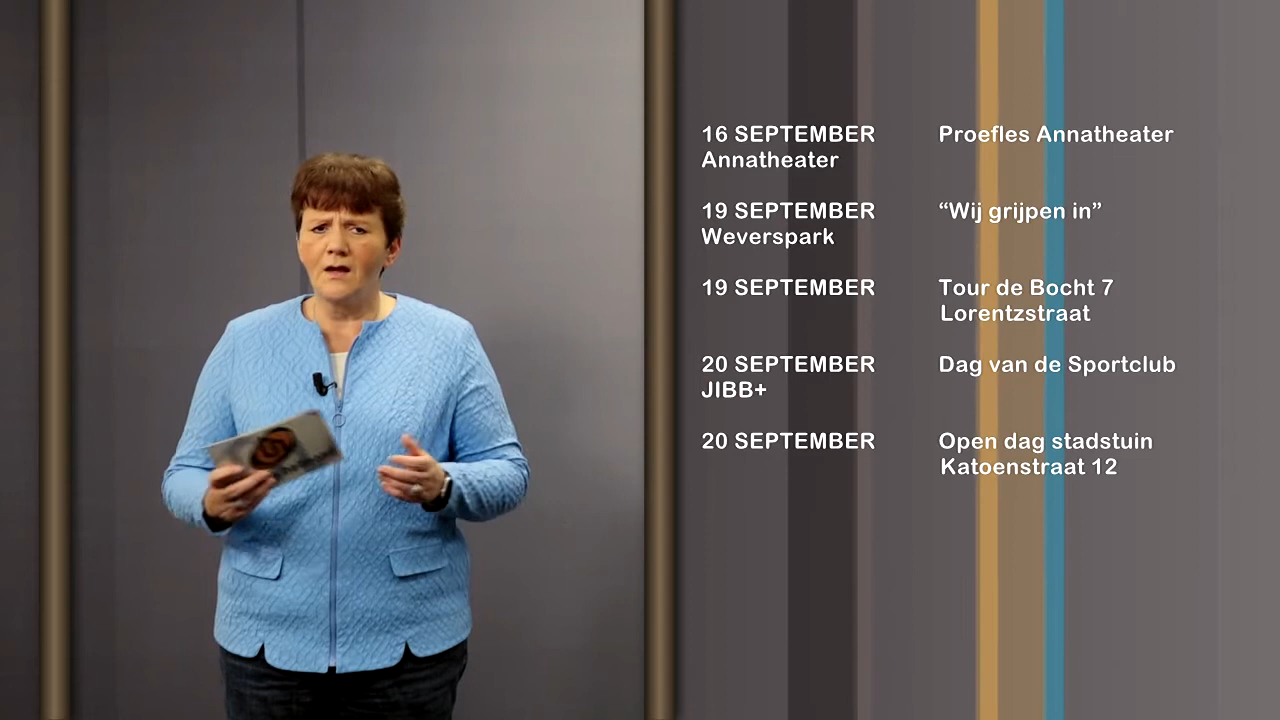 16 SEPTEMBER Proefles Annatheater
Annatheater
19 SEPTEMBER “Wij grijpen in”
Weverspark
19 SEPTEMBER Tour de Bocht 7
Lorentzstraat
20 SEPTEMBER Dag van de Sportclub
JIBB+
20 SEPTEMBER Open dag stadstuin
Katoenstraat 12